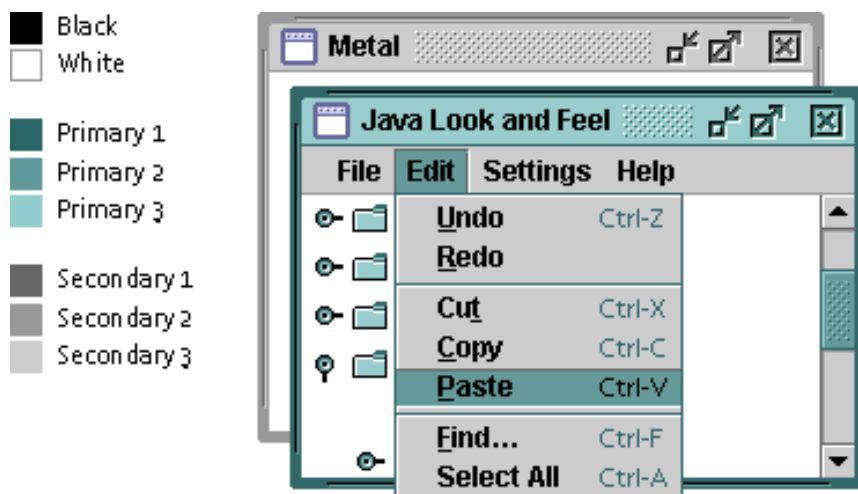 Black
White
Primary 1
Primary 2
Primary 3
Secondary 1
Secondary 2
Secondary 3
Metal
Java Look and Feel
File Edit Settings Help
Undo Ctrl-Z
Redo
Cut Ctrl-X
Copy Ctrl-C
Paste Ctrl-V
Find... Ctrl-F
Select All Ctrl-A